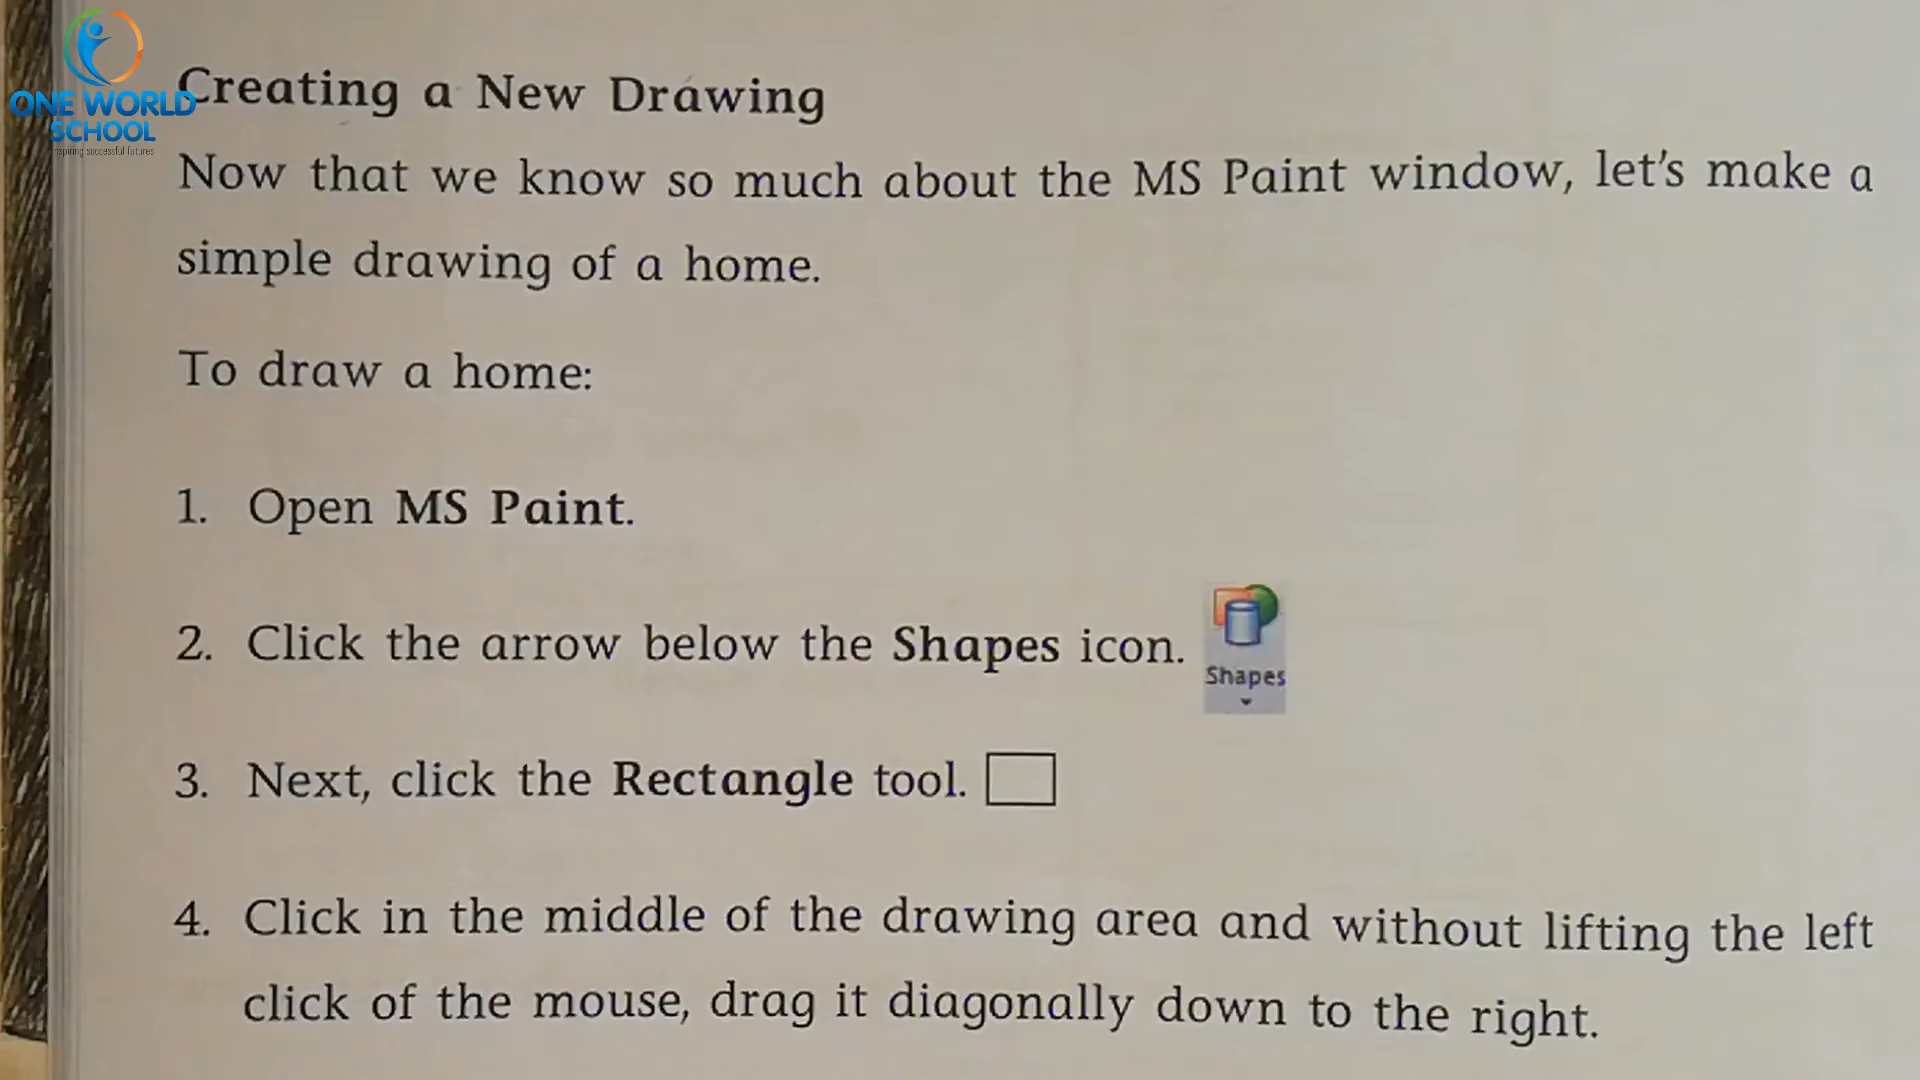 ONE WORLD
SCHOOL
nspiring successful futures
Creating a New Drawing
Now that we know so much about the MS Paint window, let's make a
simple drawing of a home.
To draw a home:
1. Open MS Paint.
2. Click the arrow below the Shapes icon.
Shapes
3. Next, click the Rectangle tool.
4. Click in the middle of the drawing area and without lifting the left
click of the mouse, drag it diagonally down to the right.